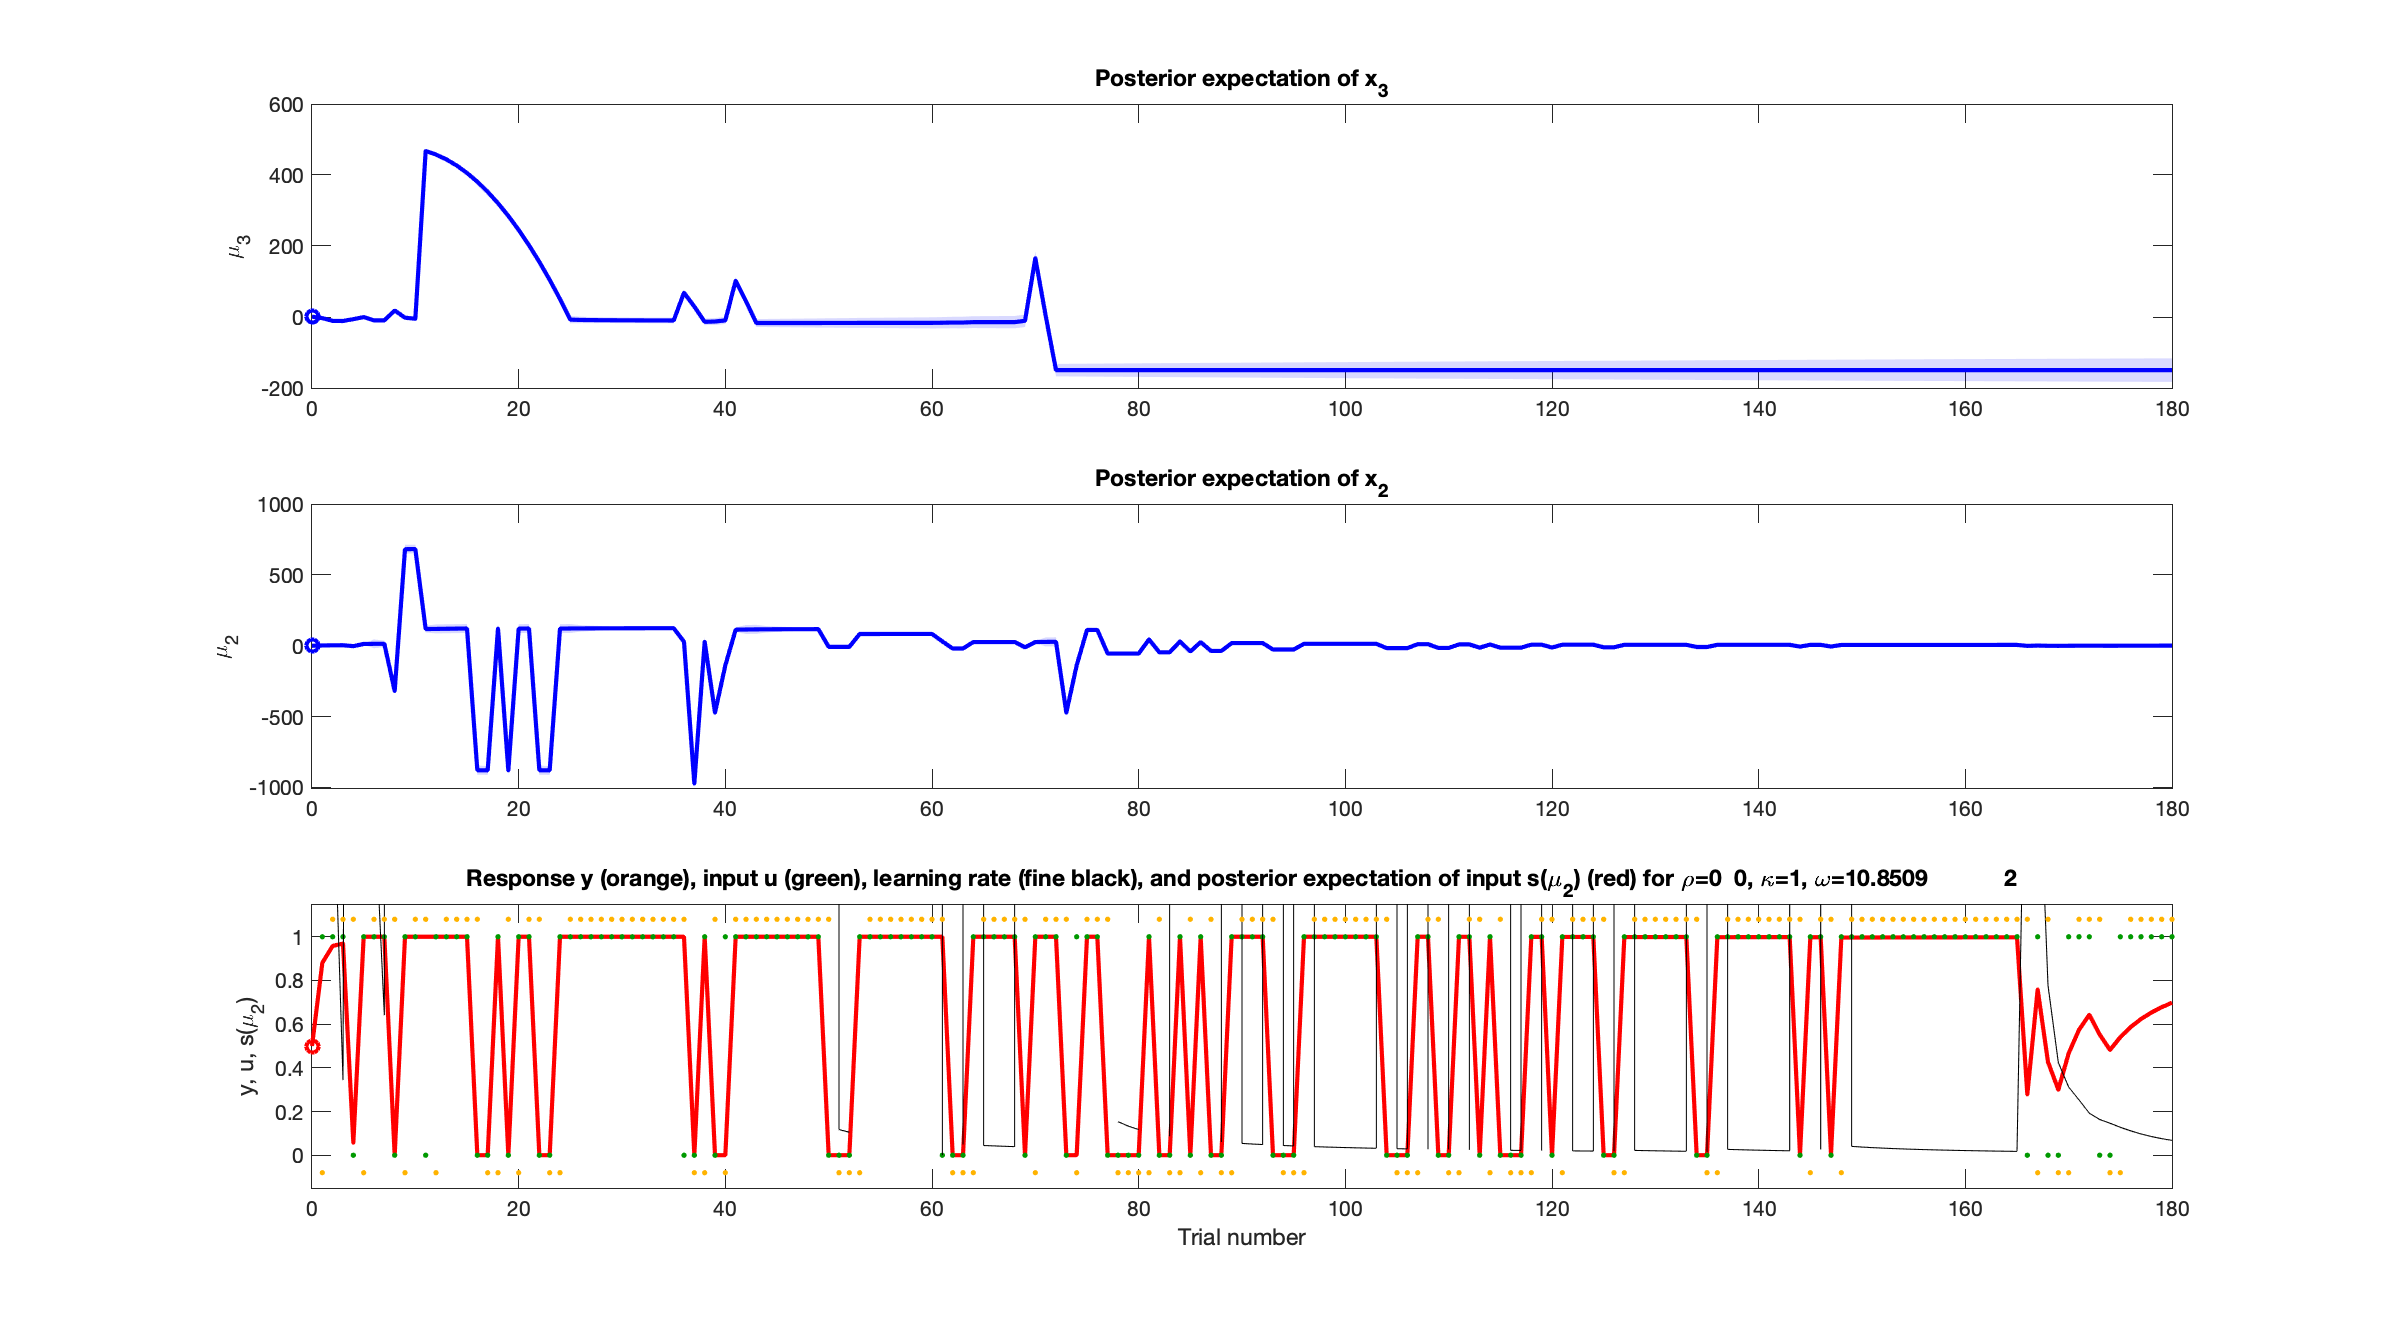 Posterior expectation of x3
600
400
200
0
-200
μ3
0 20 40 60 80 100 120 140 160 180
Posterior expectation of x2
1000
500
0
-500
-1000
μ2
0 20 40 60 80 100 120 140 160 180
Response y (orange), input u (green), learning rate (fine black), and posterior expectation of input s(μ2) (red) for ρ=0 0, κ=1, ω=10.8509 2
1
0.8
0.6
0.4
0.2
0
y, u, s(μ2)
0 20 40 60 80 100 120 140 160 180
Trial number